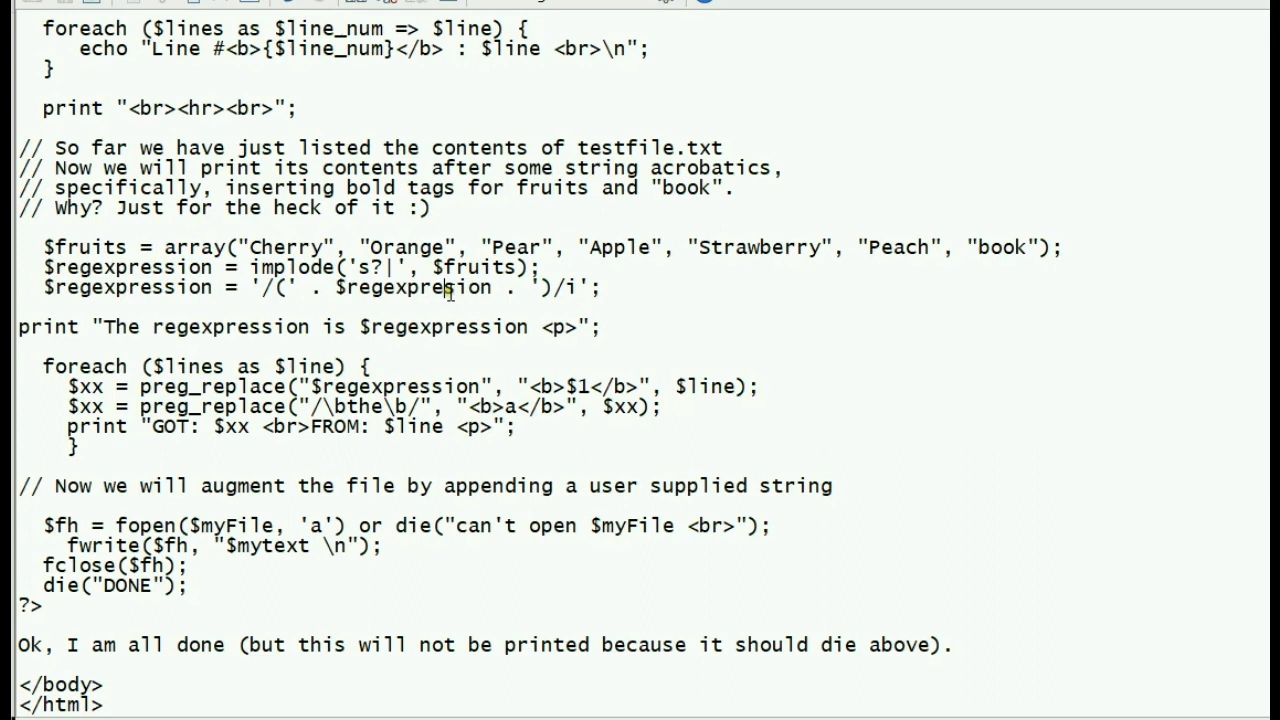 foreach ($lines as $line_num => $line) {
echo "Line #<b>{$line_num}</b> : $line <br>\n";
}
print "<br><hr><br>";
// So far we have just listed the contents of testfile.txt
// Now we will print its contents after some string acrobatics,
// specifically, inserting bold tags for fruits and "book".
// Why? Just for the heck of it :)
$fruits = array("Cherry", "Orange", "Pear", "Apple", "Strawberry", "Peach", "book");
$regexpression = implode('s?|', $fruits);
$regexpression = '/(' . $regexpression . ')/i';
print "The regexpression is $regexpression <p>";
foreach ($lines as $line) {
$xx = preg_replace("$regexpression", "<b>$1</b>", $line);
$xx = preg_replace("/\bthe\b/", "<b>a</b>", $xx);
print "GOT: $xx <br>FROM: $line <p>";
}
// Now we will augment the file by appending a user supplied string
$fh = fopen($myFile, 'a') or die("can't open $myFile <br>");
fwrite($fh, "$mytext \n");
fclose($fh);
die("DONE");
?>
Ok, I am all done (but this will not be printed because it should die above).
</body>
</html>